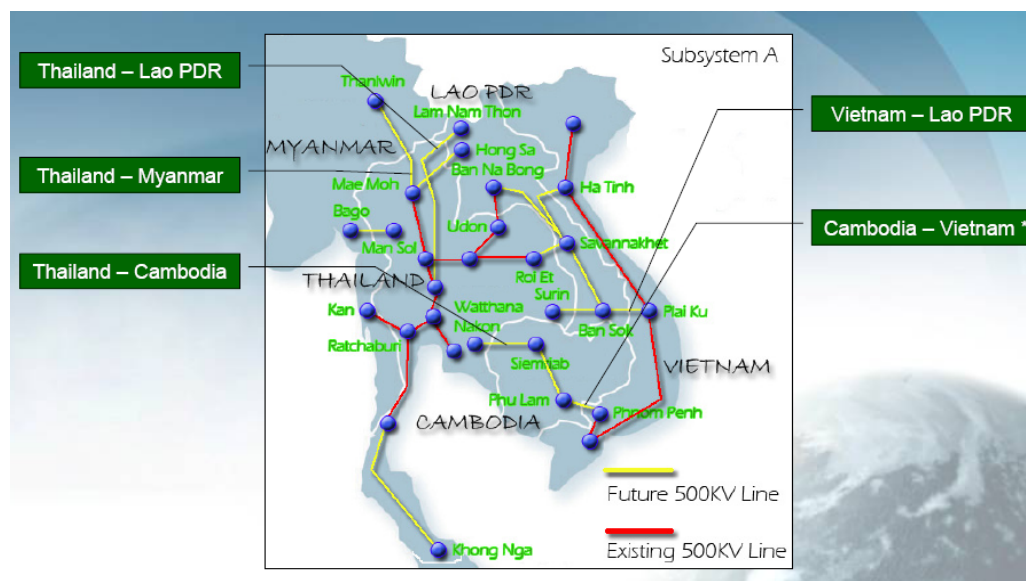 Thailand – Lao PDR
Thailand – Myanmar
Thailand – Cambodia
Subsystem A
Thanlwin
LAO PDR
Lam Nam Thon
MYANMAR
Hong Sa
Ban Na Bong
Mae Moh
Ha Tinh
Bago
Udon
Man Sol
Savannakhet
THAILAND
Roi Et
Surin
Kan
Watthana
Nakon
Ban Sok
Plai Ku
Ratchaburi
Siemriab
VIETNAM
Phu Lam
CAMBODIA
Phnom Penh
Future 500KV Line
Existing 500KV Line
Khong Nga
Vietnam – Lao PDR
Cambodia – Vietnam *